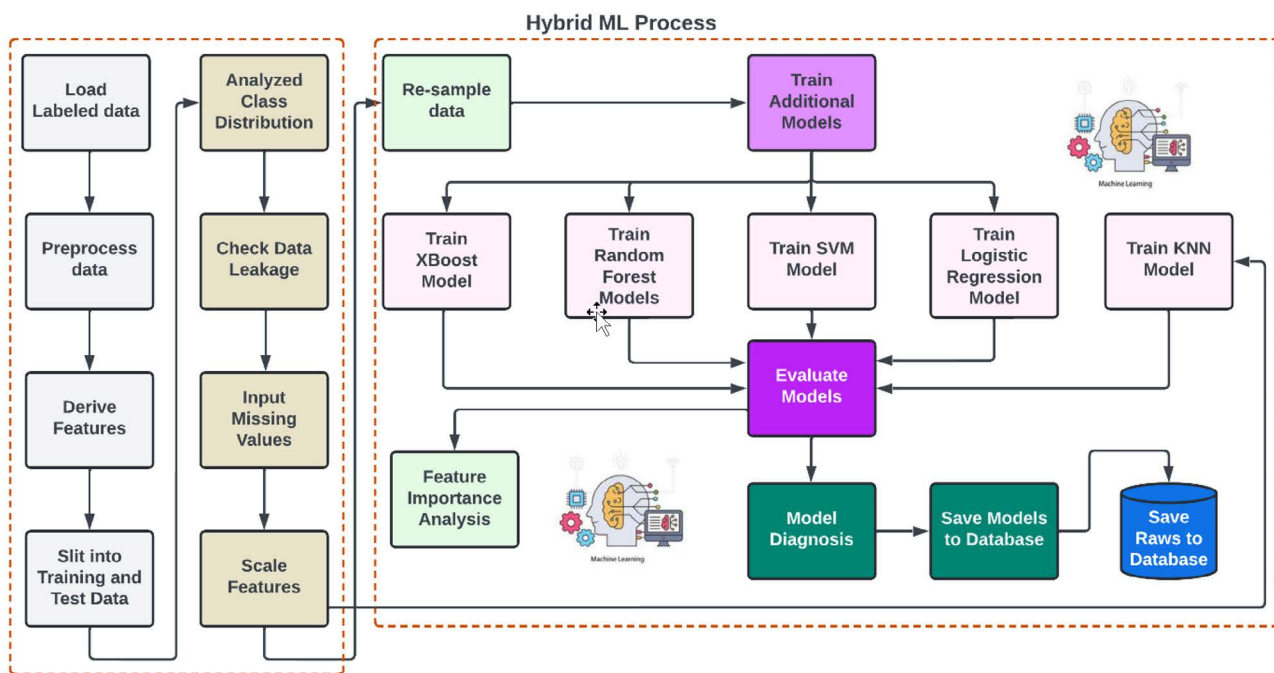 Hybrid ML Process
Load
Labeled data
Preprocess
data
Derive
Features
Slit into
Training and
Test Data
Analyzed
Class
Distribution
Check Data
Leakage
Input
Missing
Values
Scale
Features
Re-sample
data
Train
Additional
Models
Machine Learning
Train
XBoost
Model
Train
Random
Forest
Models
Train SVM
Model
Train
Logistic
Regression
Model
Train KNN
Model
Evaluate
Models
Feature
Importance
Analysis
Machine Learning
Model
Diagnosis
Save Models
to Database
Save
Raws to
Database